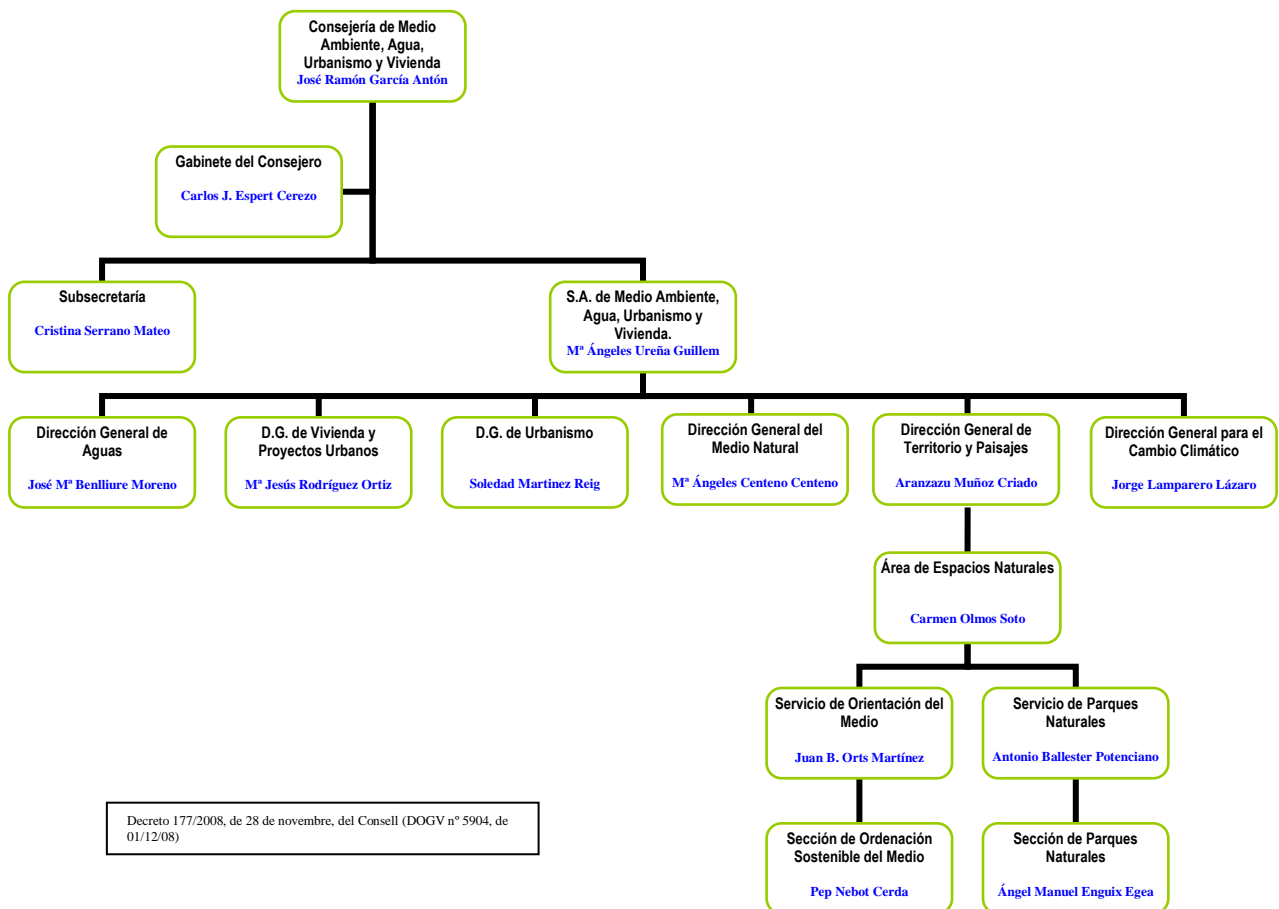 Consejería de Medio
Ambiente, Agua,
Urbanismo y Vivienda
José Ramón García Antón
Gabinete del Consejero
Carlos J. Espert Cerezo
Subsecretaría
Cristina Serrano Mateo
S.A. de Medio Ambiente,
Agua, Urbanismo y
Vivienda.
Mª Ángeles Ureña Guillem
Dirección General de
Aguas
José Mª Benlliure Moreno
D.G. de Vivienda y
Proyectos Urbanos
Mª Jesús Rodríguez Ortiz
D.G. de Urbanismo
Soledad Martinez Reig
Dirección General del
Medio Natural
Mª Ángeles Centeno Centeno
Dirección General de
Territorio y Paisajes
Aranzazu Muñoz Criado
Dirección General para el
Cambio Climático
Jorge Lamparero Lázaro
Área de Espacios Naturales
Carmen Olmos Soto
Servicio de Orientación del
Medio
Juan B. Orts Martínez
Servicio de Parques
Naturales
Antonio Ballester Potenciano
Sección de Ordenación
Sostenible del Medio
Pep Nebot Cerda
Sección de Parques
Naturales
Ángel Manuel Enguix Egea
Decreto 177/2008, de 28 de novembre, del Consell (DOGV nº 5904, de
01/12/08)